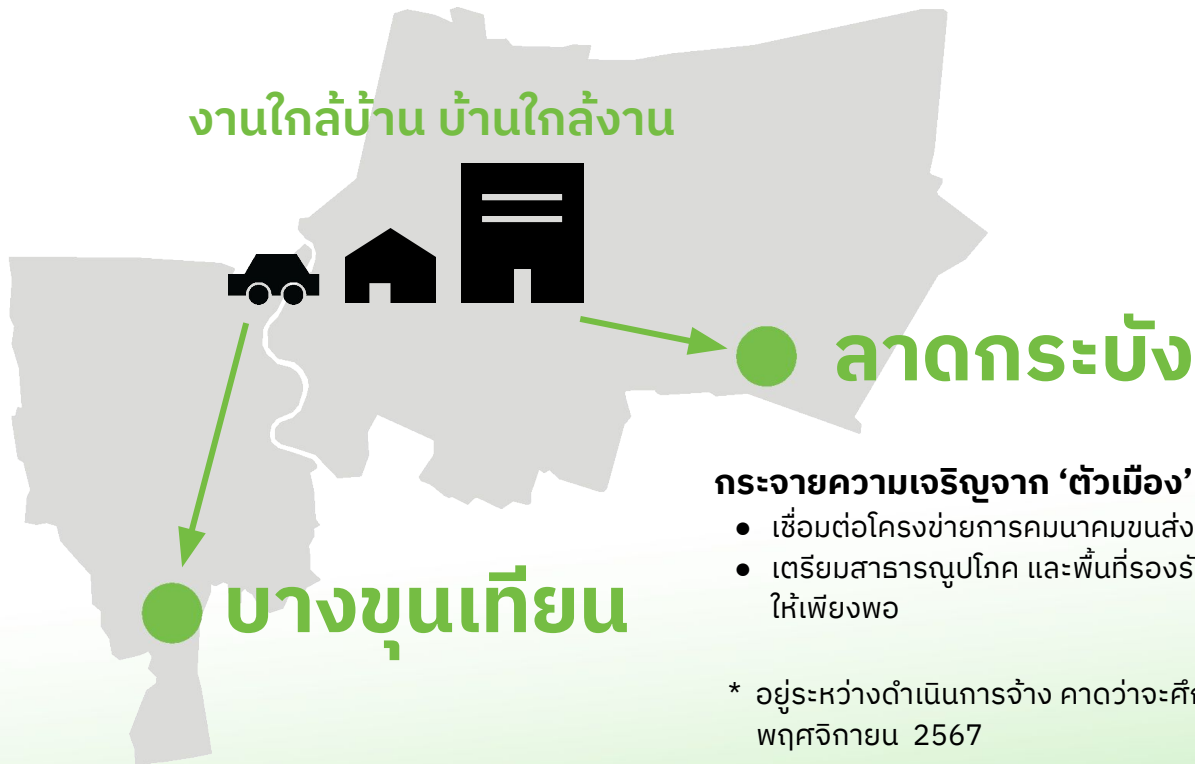 งานใกล้บ้าน บ้านใกล้งาน
ลาดกระบัง
กระจายความเจริญจาก ‘ตัวเมือง’
● เชื่อมต่อโครงข่ายการคมนาคมขนส่ง
● เตรียมสาธารณูปโภค และพื้นที่รองรั
ให้เพียงพอ
บางขุนเทียน
* อยู่ระหว่างดำเนินการจ้าง คาดว่าจะศึ
พฤศจิกายน 2567